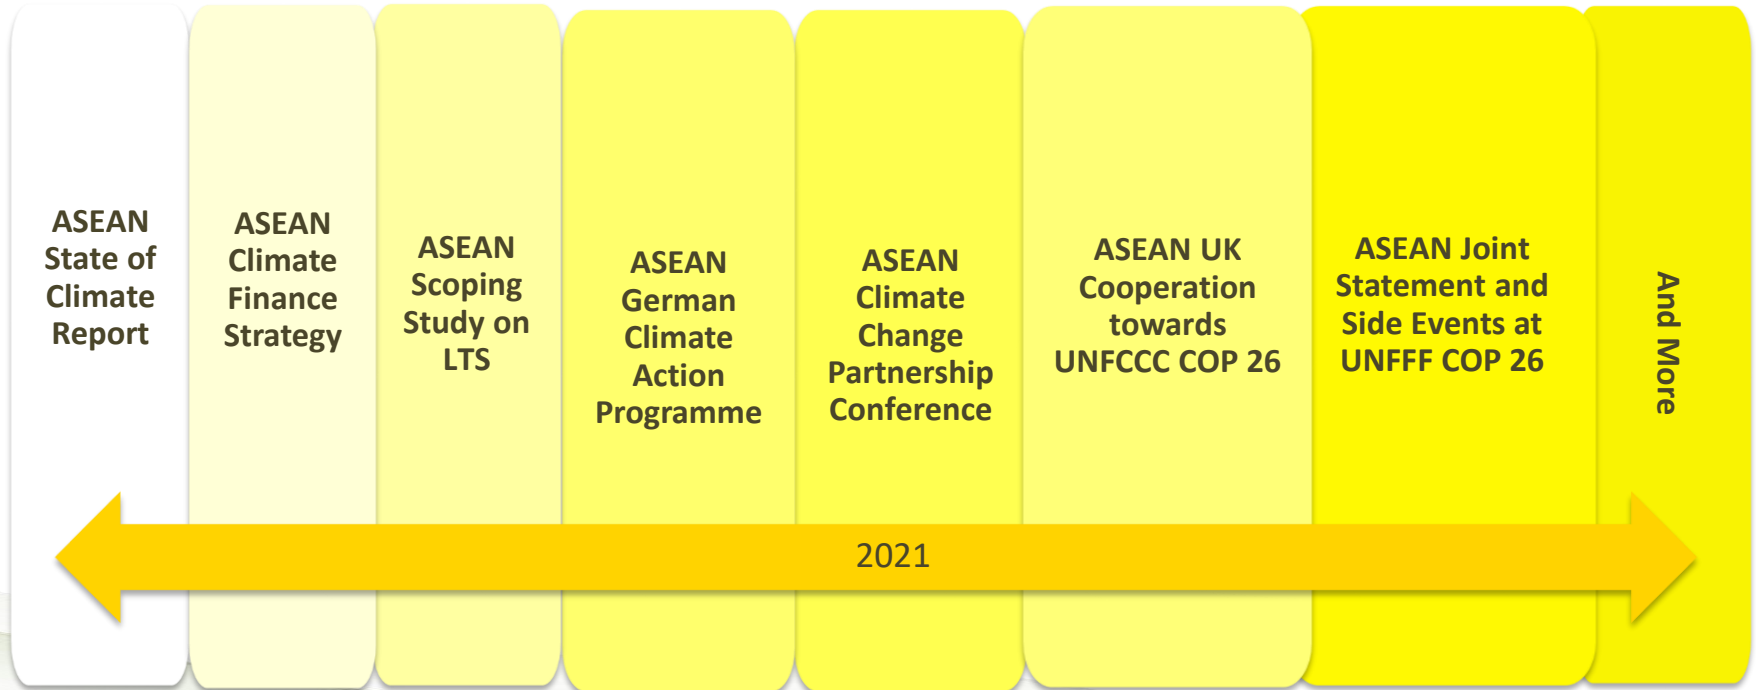 ASEAN
State of
Climate
Report
ASEAN
Climate
Finance
Strategy
ASEAN
Scoping
Study on
LTS
ASEAN
German
Climate
Action
Programme
ASEAN
Climate
Change
Partnership
Conference
ASEAN UK
Cooperation
towards
UNFCCC COP 26
ASEAN Joint
Statement and
Side Events at
UNFFF COP 26
And More
2021